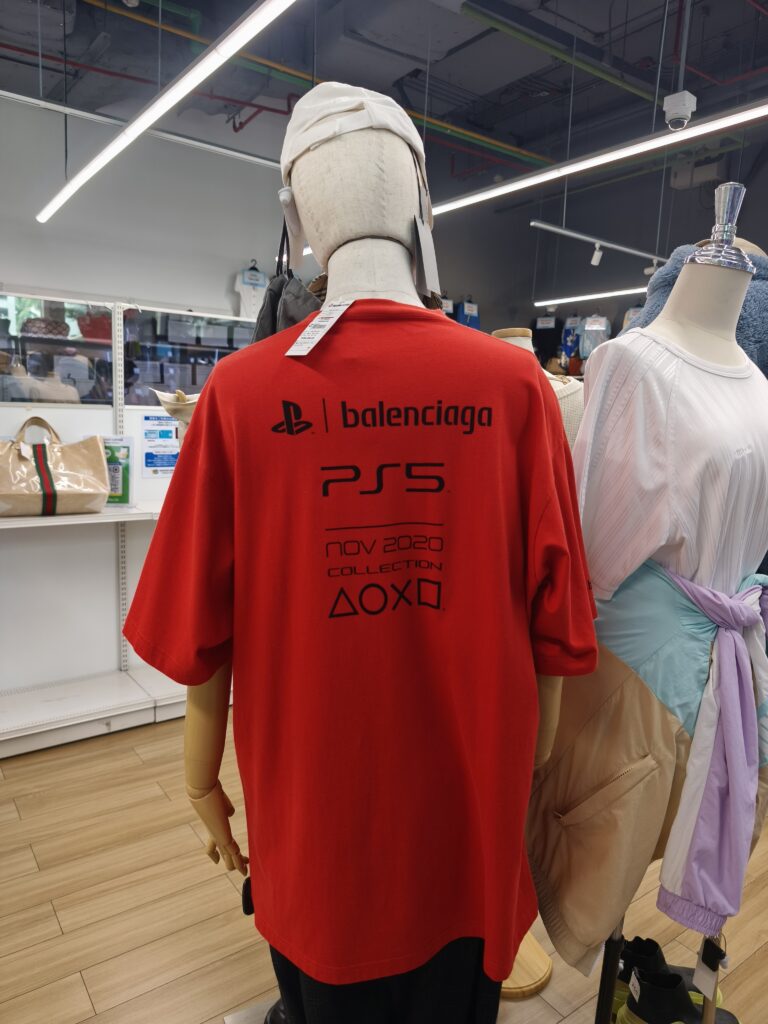 balenciaga
PS5
NOV 2020
COLLECTION
△○X□